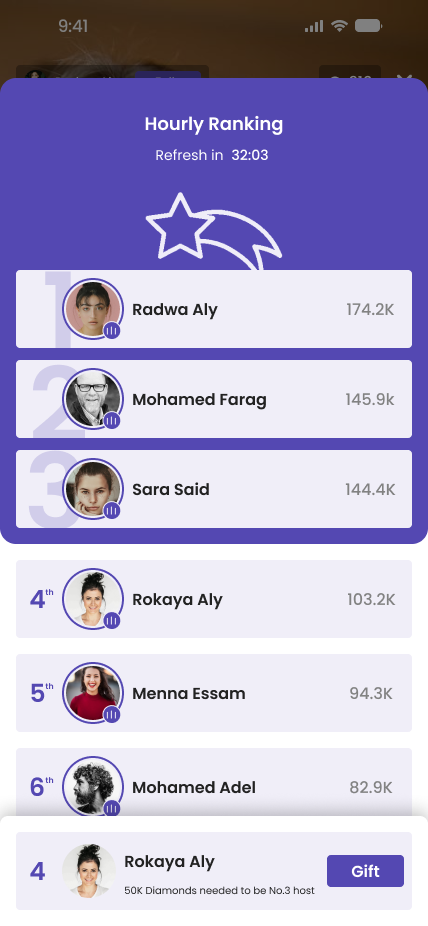 9:41
Hourly Ranking
Refresh in 32:03
1 Radwa Aly 174.2K
2 Mohamed Farag 145.9k
3 Sara Said 144.4K
4th Rokaya Aly 103.2K
5th Menna Essam 94.3K
6th Mohamed Adel 82.9K
4 Rokaya Aly
50K Diamonds needed to be No.3 host
Gift